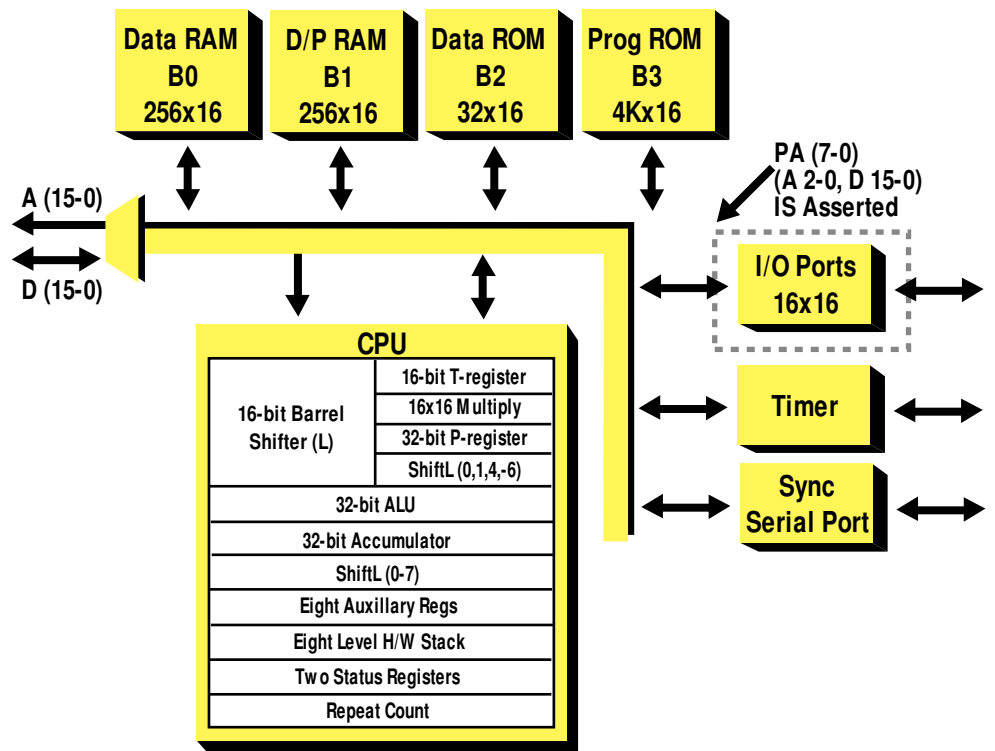 Data RAM
B0
256x16
D/P RAM
B1
256x16
Data ROM
B2
32x16
Prog ROM
B3
4Kx16
PA (7-0)
(A 2-0, D 15-0)
IS Asserted
A (15-0)
D (15-0)
I/O Ports
16x16
CPU
16-bit Barrel
Shifter (L)
16-bit T-register
16x16 Multiply
32-bit P-register
ShiftL (0,1,4,-6)
32-bit ALU
32-bit Accumulator
ShiftL (0-7)
Eight Auxillary Regs
Eight Level H/W Stack
Two Status Registers
Repeat Count
Timer
Sync
Serial Port